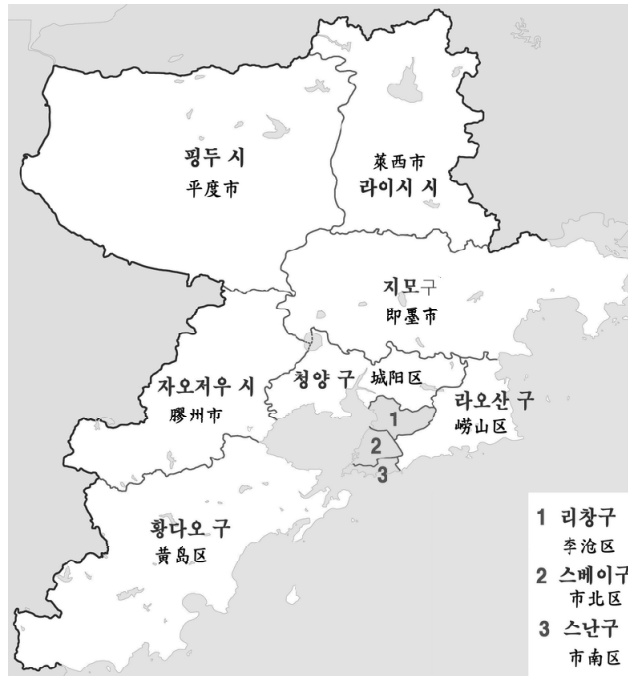 핑두 시
平度市
萊西市
라이시 시
지모구
即墨市
청양 구 城阳区
자오저우 시
膠州市
라오산 구
崂山区
1
2
3
황다오 구
黄岛区
1 리창구
李沧区
2 스베이구
市北区
3 스난구
市南区